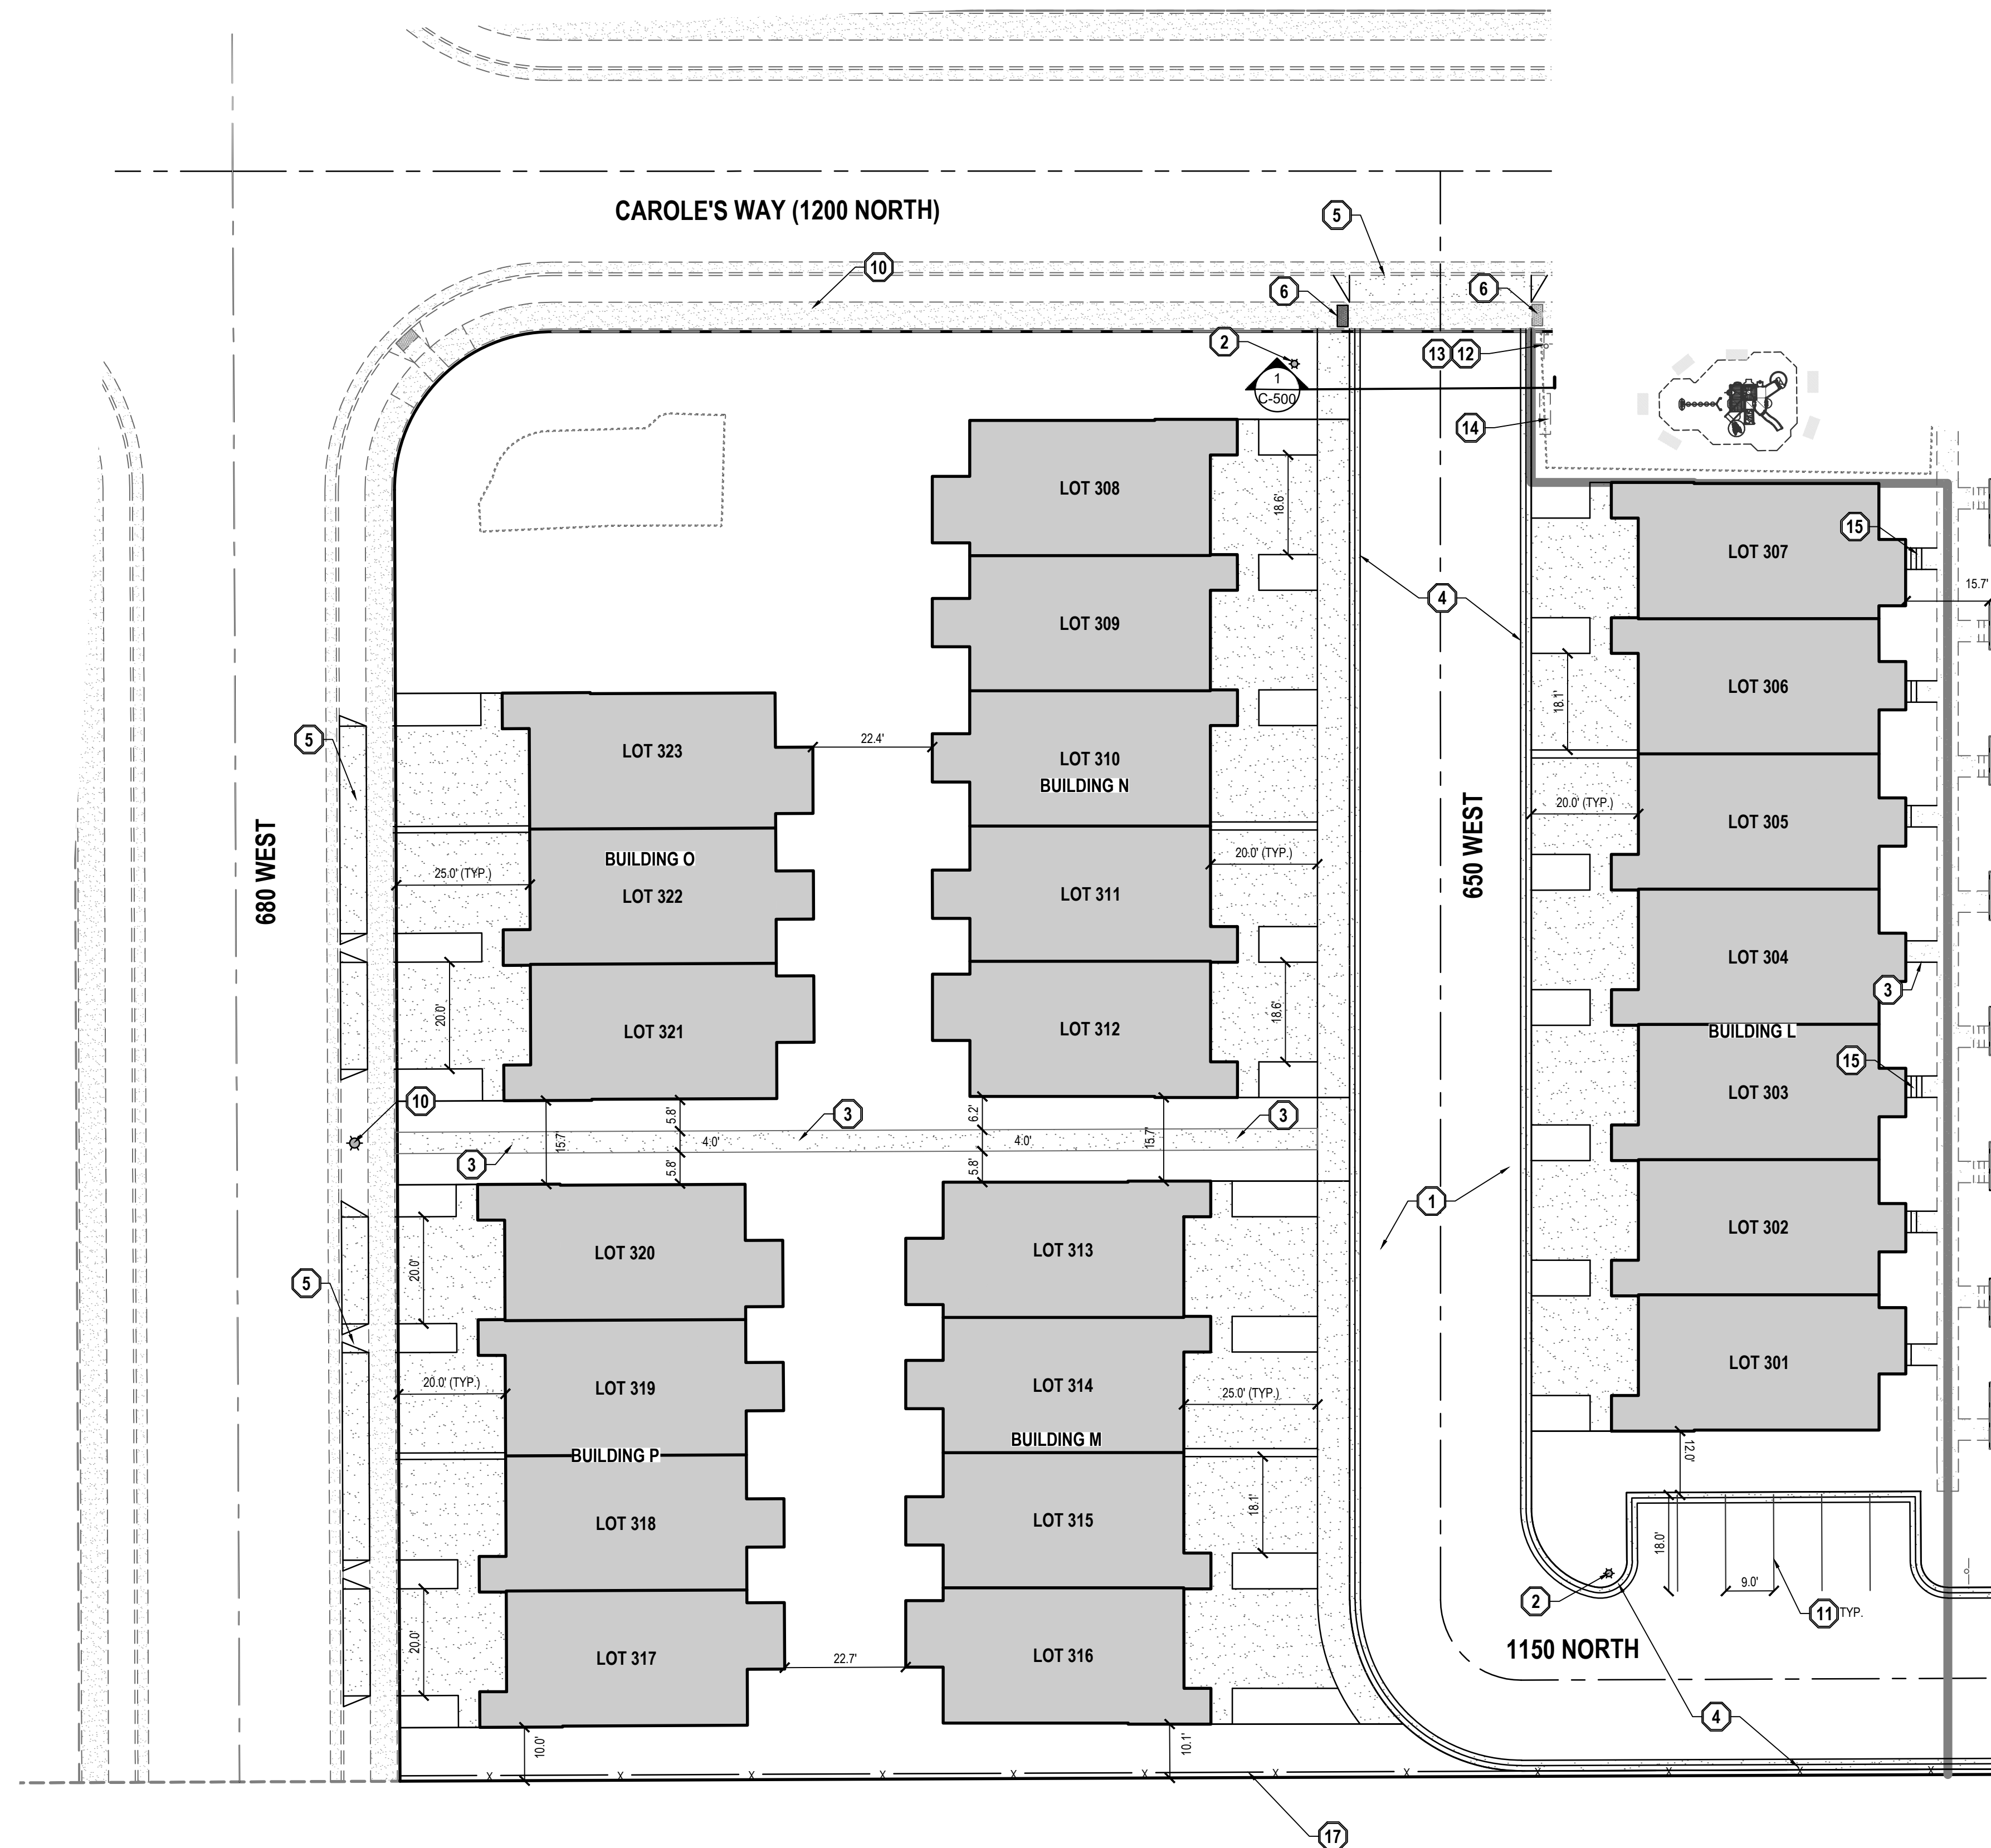 CAROLE'S WAY (1200 NORTH)
5
10
6
6
2
13
12
1
C-500
14
LOT 308
18.6'
LOT 307
15
15.7'
4
LOT 309
LOT 306
18.1'
5
LOT 323
22.4'
LOT 310
BUILDING N
20.0' (TYP.)
LOT 305
680 WEST
650 WEST
BUILDING O
25.0' (TYP.)
LOT 322
20.0' (TYP.)
LOT 311
LOT 304
3
20.0'
LOT 321
18.6'
LOT 312
BUILDING L
15
LOT 303
10
5.8'
3
6.2'
3
15.7'
4.0'
4.0'
15.7'
3
5.8'
5.8'
1
LOT 302
LOT 320
LOT 313
20.0'
5
LOT 301
20.0' (TYP.)
LOT 319
LOT 314
25.0' (TYP.)
BUILDING P
BUILDING M
12.0'
18.1'
LOT 318
LOT 315
18.0'
9.0'
2
11
TYP.
20.0'
LOT 317
22.7'
LOT 316
1150 NORTH
4
10.0'
10.1'
X X X X X X X X X X X X
17